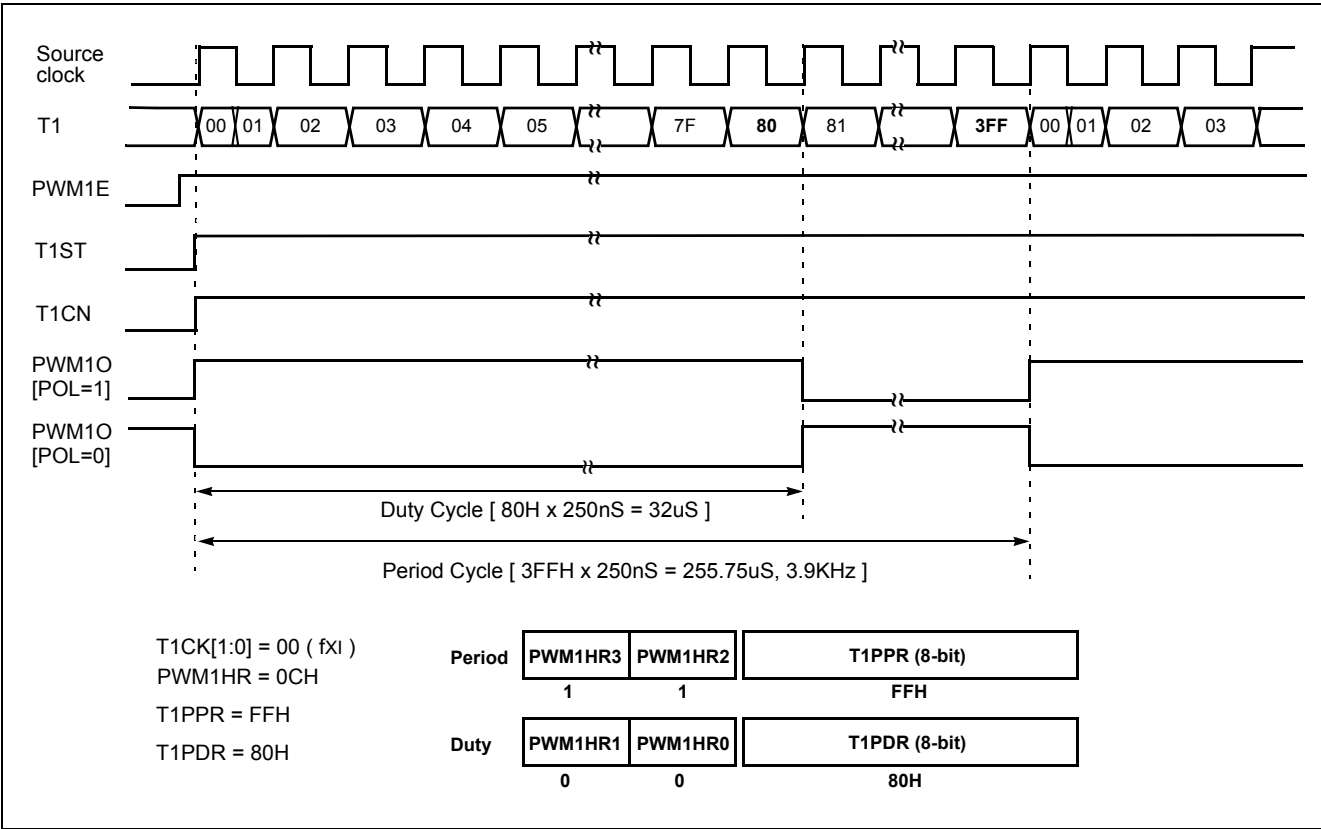 Source
clock
T1 00 01 02 03 04 05 7F 80 81 3FF 00 01 02 03
PWM1E
T1ST
T1CN
PWM1O
[POL=1]
PWM1O
[POL=0]
Duty Cycle [ 80H x 250nS = 32uS ]
Period Cycle [ 3FFH x 250nS = 255.75uS, 3.9KHz ]
T1CK[1:0] = 00 ( fXI )
PWM1HR = 0CH
T1PPR = FFH
T1PDR = 80H
Period PWM1HR3 PWM1HR2 T1PPR (8-bit)
1 1 FFH
Duty PWM1HR1 PWM1HR0 T1PDR (8-bit)
0 0 80H